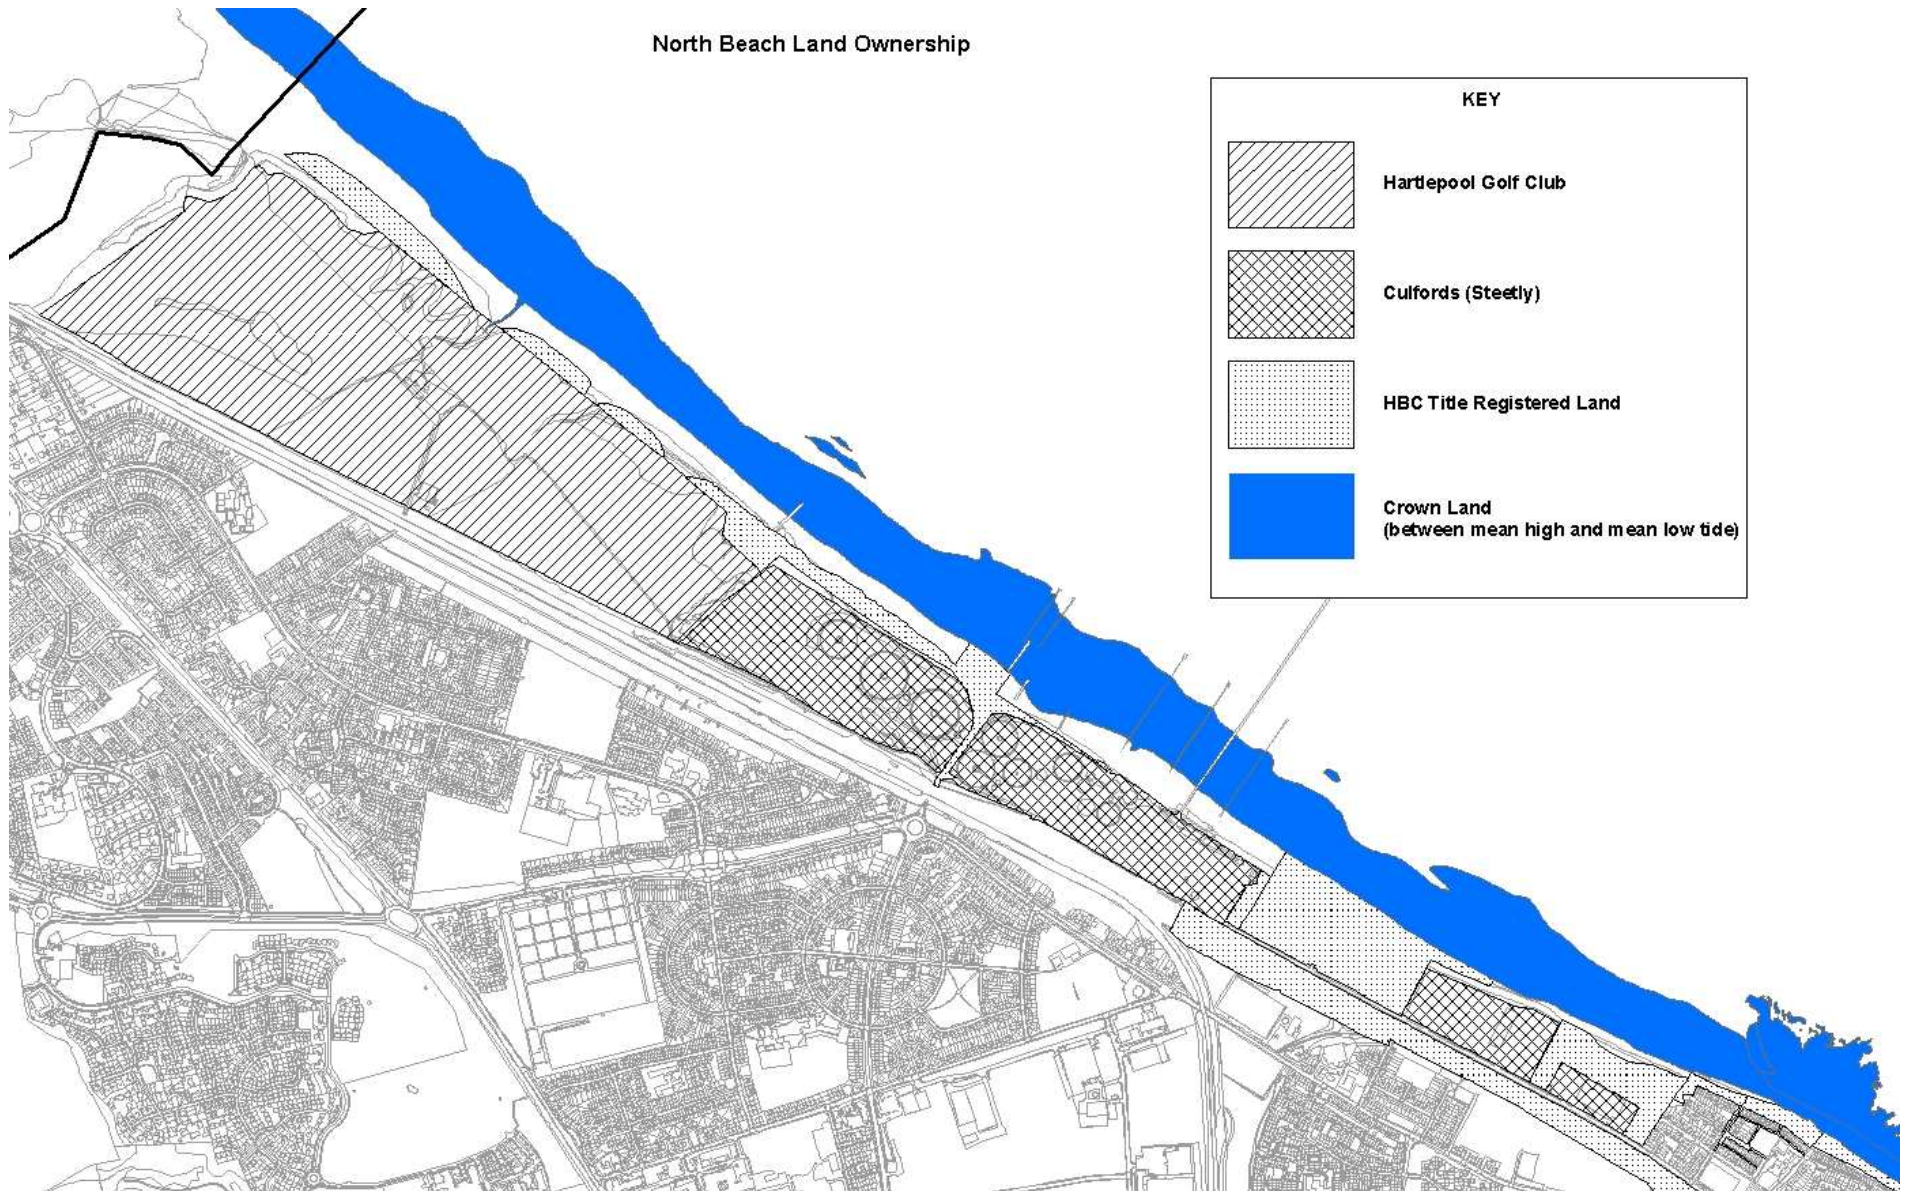 North Beach Land Ownership
KEY
Hartlepool Golf Club
Culfords (Steetly)
HBC Title Registered Land
Crown Land
(between mean high and mean low tide)